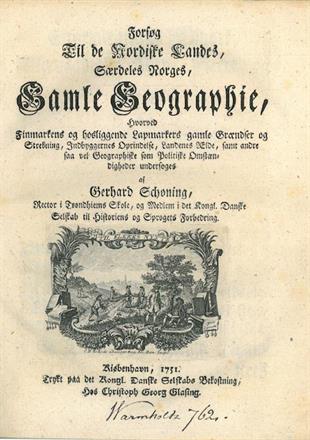 Forsøg
Til de Nordiske Landes,
Særdeles Norges,
Gamle Geographie,
Hvorved
Finmarkens og hosliggende Lapmarkers gamle Grændser og
Strekning, Indbyggernes Oprindelse, Landenes Ælde, samt andre
saa vel Geographiske som Politiske Omstæn-
digheder undersøges
af
Gerhard Schøning,
Rector i Trondhiems Skole, og Medlem i det Kongl. Danske
Selskab til Historiens og Sprogets Forbedring.
Kiøbenhavn, 1751.
Trykt paa det Kongl. Danske Selskabs Bekostning,
Hos Christoph Georg Glasing.
Warmholtz 762.